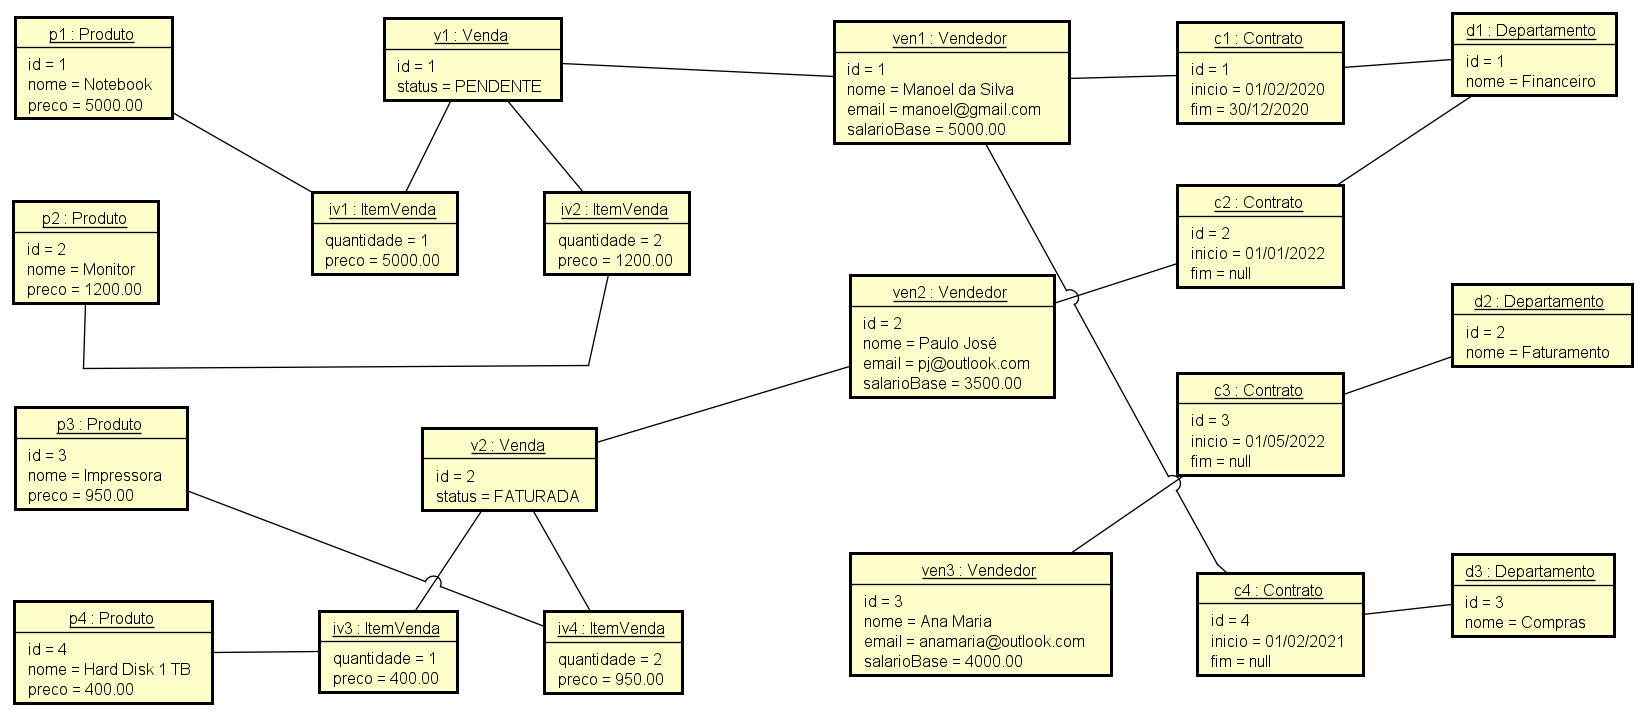 p1 : Produto
id = 1
nome = Notebook
preco = 5000.00
v1 : Venda
id = 1
status = PENDENTE
ven1 : Vendedor
id = 1
nome = Manoel da Silva
email = manoel@gmail.com
salarioBase = 5000.00
c1 : Contrato
id = 1
inicio = 01/02/2020
fim = 30/12/2020
d1 : Departamento
id = 1
nome = Financeiro
p2 : Produto
id = 2
nome = Monitor
preco = 1200.00
iv1 : ItemVenda
quantidade = 1
preco = 5000.00
iv2 : ItemVenda
quantidade = 2
preco = 1200.00
c2 : Contrato
id = 2
inicio = 01/01/2022
fim = null
ven2 : Vendedor
id = 2
nome = Paulo José
email = pj@outlook.com
salarioBase = 3500.00
d2 : Departamento
id = 2
nome = Faturamento
c3 : Contrato
id = 3
inicio = 01/05/2022
fim = null
p3 : Produto
id = 3
nome = Impressora
preco = 950.00
v2 : Venda
id = 2
status = FATURADA
ven3 : Vendedor
id = 3
nome = Ana Maria
email = anamaria@outlook.com
salarioBase = 4000.00
c4 : Contrato
id = 4
inicio = 01/02/2021
fim = null
d3 : Departamento
id = 3
nome = Compras
p4 : Produto
id = 4
nome = Hard Disk 1 TB
preco = 400.00
iv3 : ItemVenda
quantidade = 1
preco = 400.00
iv4 : ItemVenda
quantidade = 2
preco = 950.00